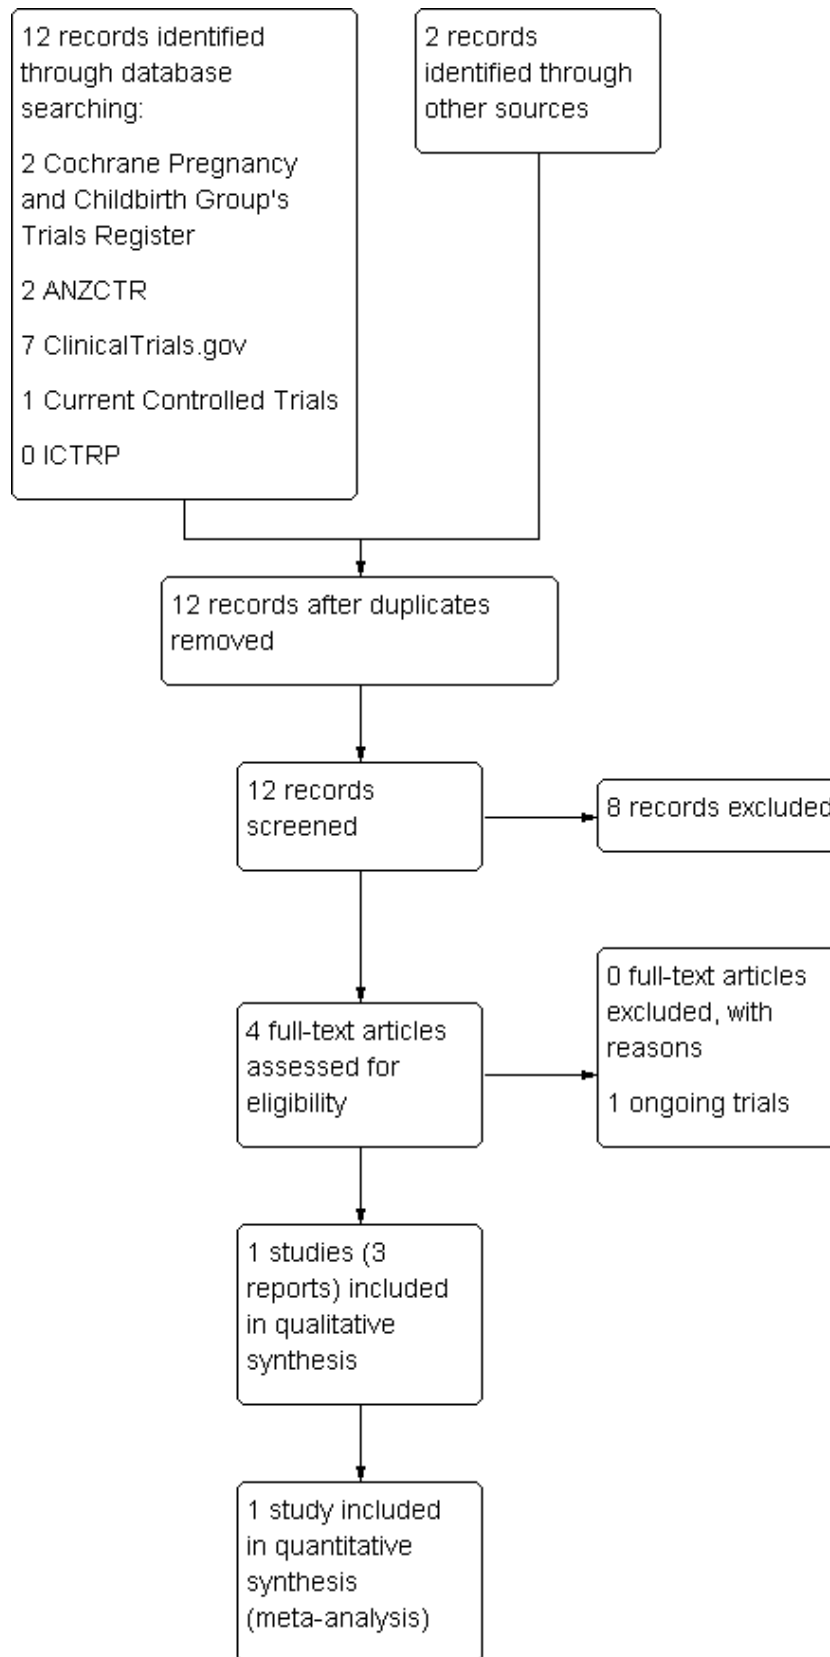 12 records identified
through database
searching:
2 Cochrane Pregnancy
and Childbirth Group's
Trials Register
2 ANZCTR
7 ClinicalTrials.gov
1 Current Controlled Trials
0 ICTRP
2 records
identified through
other sources
12 records after duplicates
removed
12 records
screened
8 records excluded
4 full-text articles
assessed for
eligibility
0 full-text articles
excluded, with
reasons
1 ongoing trials
1 studies (3
reports) included
in qualitative
synthesis
1 study included
in quantitative
synthesis
(meta-analysis)